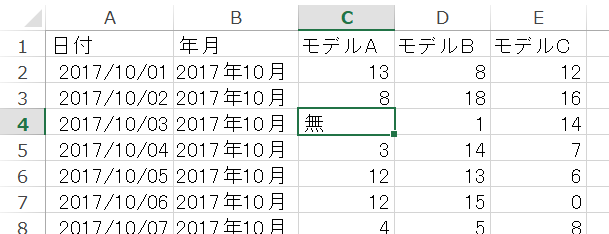 A B C D E
1 日付 年月 モデルA モデルB モデルC
2 2017/10/01 2017年10月 13 8 12
3 2017/10/02 2017年10月 8 18 16
4 2017/10/03 2017年10月 無 1 14
5 2017/10/04 2017年10月 3 14 7
6 2017/10/05 2017年10月 12 13 6
7 2017/10/06 2017年10月 12 15 0
8 2017/10/07 2017年10月 4 5 8